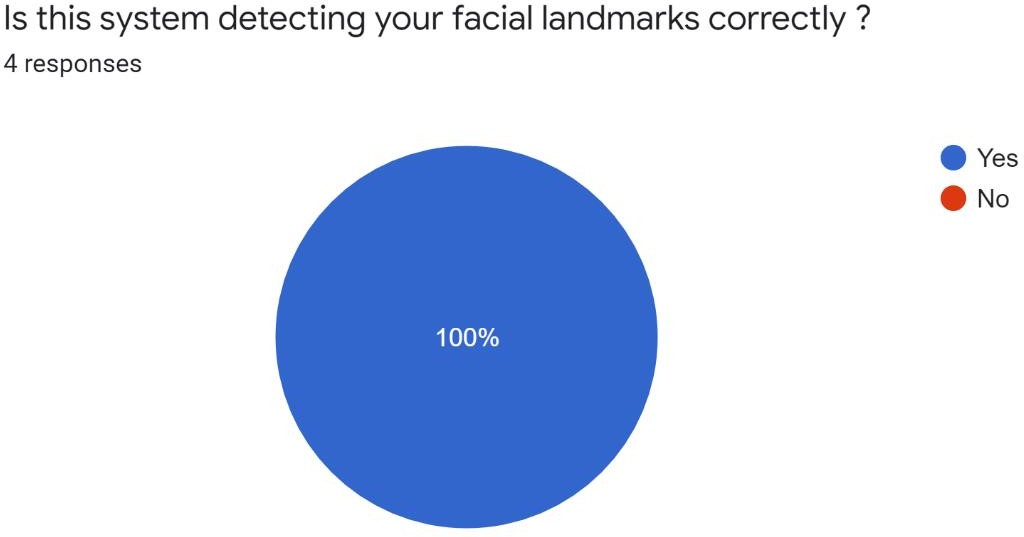 Is this system detecting your facial landmarks correctly ?
4 responses
Yes
No
100%